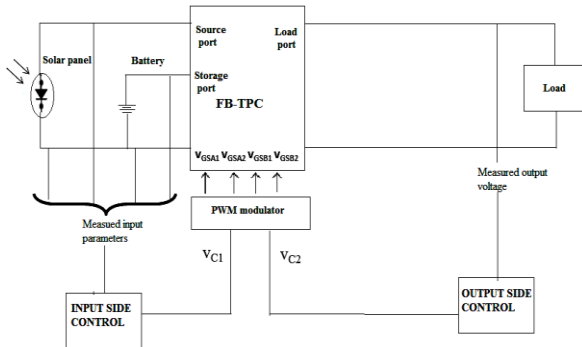 Source
port
Load
port
Solar panel
Battery
Storage
port
FB-TPC
Load
VGSA1 VGSA2 VGSB1 VGSB2
Measured output
voltage
PWM modulator
Measued input
parameters
VC1
VC2
INPUT SIDE
CONTROL
OUTPUT SIDE
CONTROL